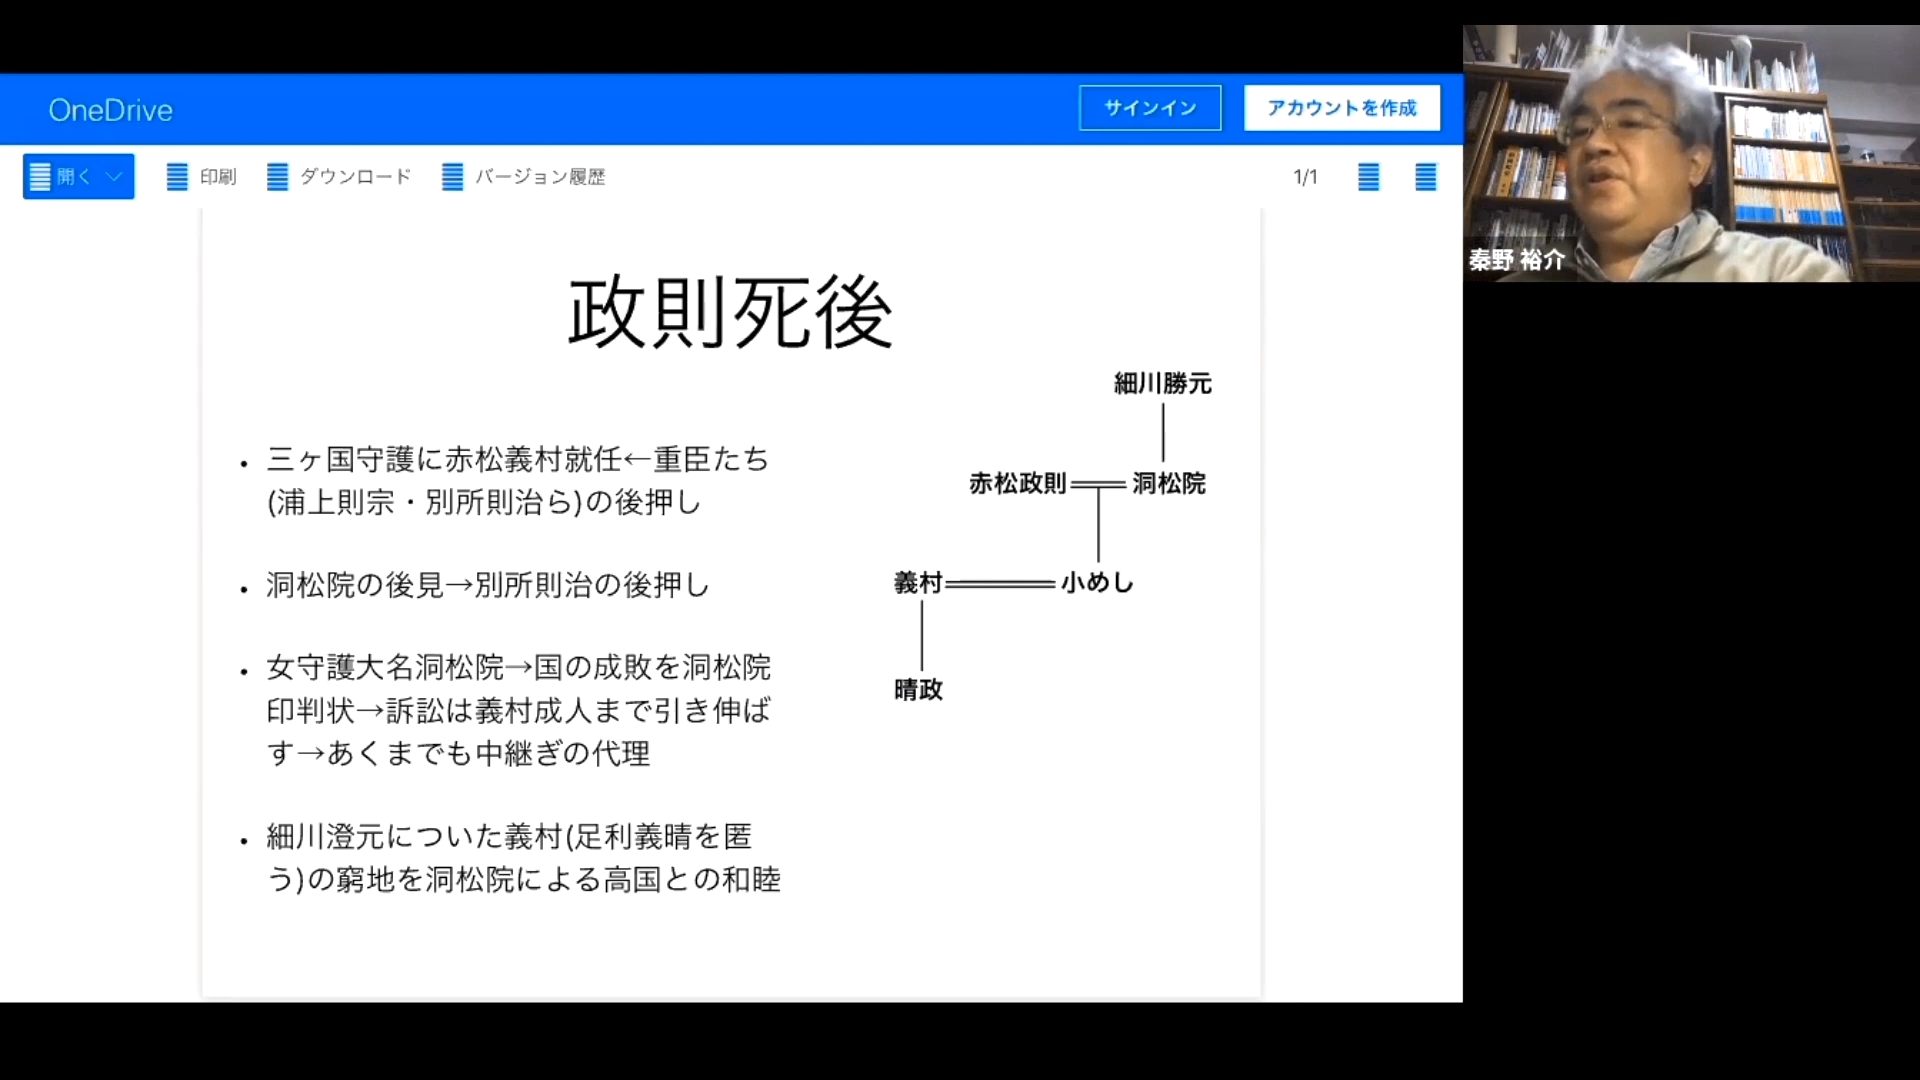 OneDrive
サインイン
アカウントを作成
開く
印刷
ダウンロード
バージョン履歴
1/1
秦野 裕介
政則死後
• 三ヶ国守護に赤松義村就任←重臣たち
(浦上則宗・別所則治ら)の後押し
• 洞松院の後見→別所則治の後押し
• 女守護大名洞松院→国の成敗を洞松院
印判状→訴訟は義村成人まで引き伸ば
す→あくまでも中継ぎの代理
• 細川澄元についた義村(足利義晴を匿
う)の窮地を洞松院による高国との和睦
細川勝元
赤松政則
洞松院
義村
小めし
晴政